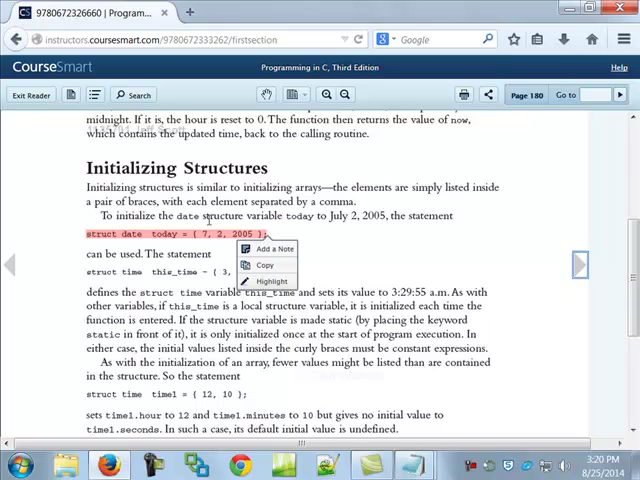 9780672326660 | Program...
instructors.coursesmart.com/9780672333262/firstsection
Google
CourseSmart
Programming in C, Third Edition
Exit Reader
Search
Page 180
Go to
midnight. If it is, the hour is reset to 0. The function then returns the value of now,
which contains the updated time, back to the calling routine.
Initializing Structures
Initializing structures is similar to initializing arrays—the elements are simply listed inside
a pair of braces, with each element separated by a comma.
To initialize the date structure variable today to July 2, 2005, the statement
struct date today = { 7, 2, 2005 };
Add a Note
can be used. The statement
Copy
struct time this_time = { 3,
Highlight
defines the struct time variable this_time and sets its value to 3:29:55 a.m. As with
other variables, if this_time is a local structure variable, it is initialized each time the
function is entered. If the structure variable is made static (by placing the keyword
static in front of it), it is only initialized once at the start of program execution. In
either case, the initial values listed inside the curly braces must be constant expressions.
As with the initialization of an array, fewer values might be listed than are contained
in the structure. So the statement
struct time time1 = { 12, 10 };
sets time1.hour to 12 and time1.minutes to 10 but gives no initial value to
time1.seconds. In such a case, its default initial value is undefined.
3:20 PM
8/25/2014